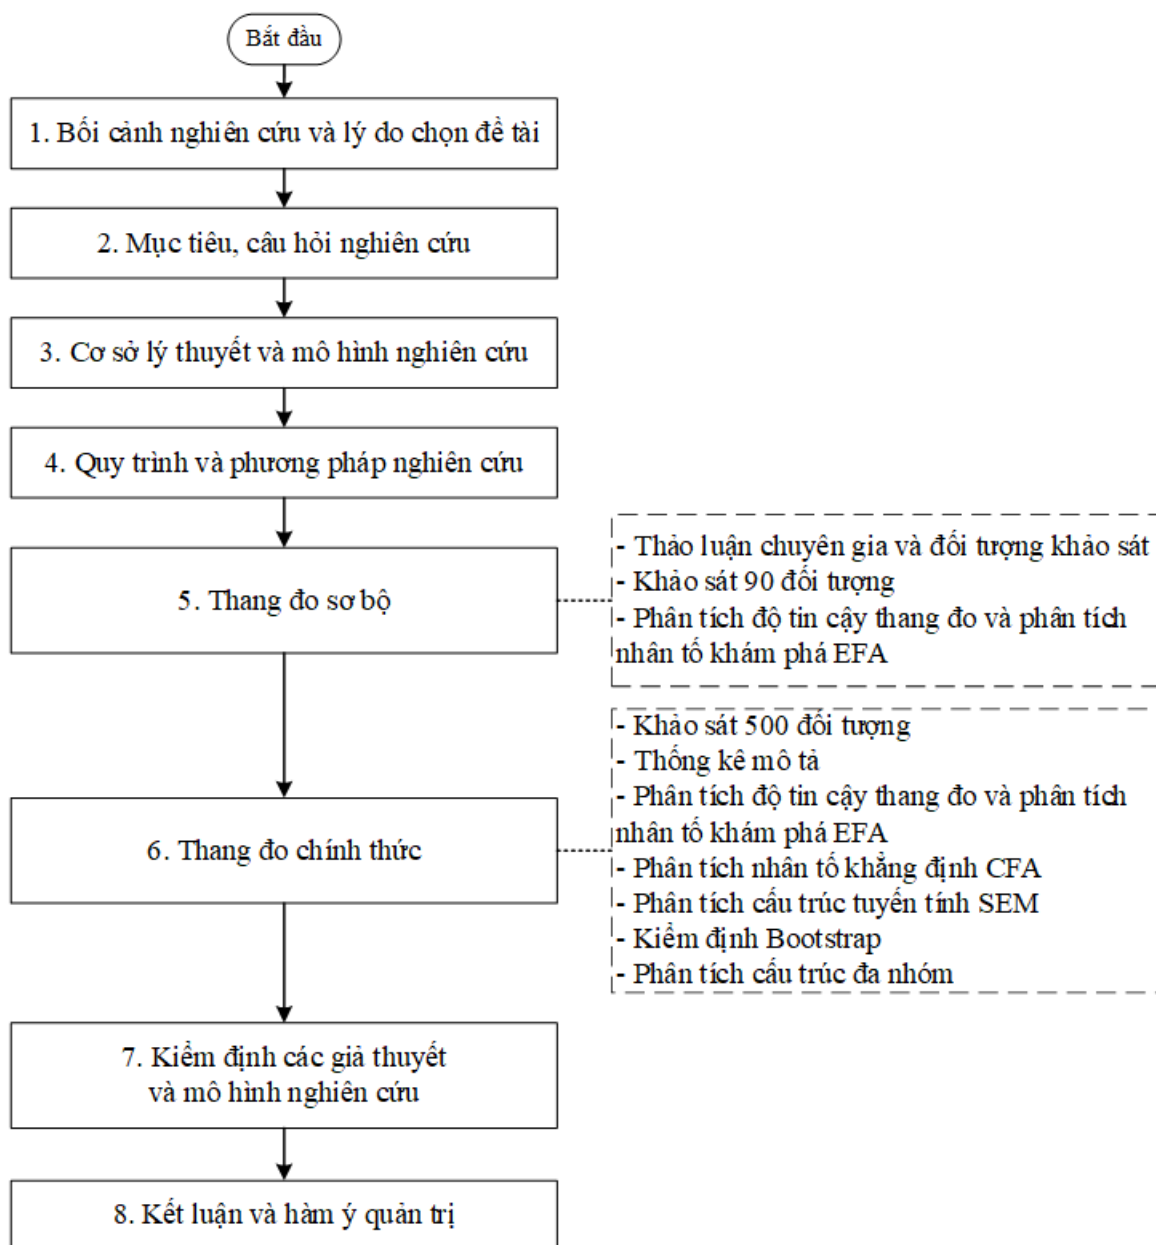 Bắt đầu
1. Bối cảnh nghiên cứu và lý do chọn đề tài
2. Mục tiêu, câu hỏi nghiên cứu
3. Cơ sở lý thuyết và mô hình nghiên cứu
4. Quy trình và phương pháp nghiên cứu
5. Thang đo sơ bộ
- Thảo luận chuyên gia và đối tượng khảo sát
- Khảo sát 90 đối tượng
- Phân tích độ tin cậy thang đo và phân tích
nhân tố khám phá EFA
6. Thang đo chính thức
- Khảo sát 500 đối tượng
- Thống kê mô tả
- Phân tích độ tin cậy thang đo và phân tích
nhân tố khám phá EFA
- Phân tích nhân tố khẳng định CFA
- Phân tích cấu trúc tuyến tính SEM
- Kiểm định Bootstrap
- Phân tích cấu trúc đa nhóm
7. Kiểm định các giả thuyết
và mô hình nghiên cứu
8. Kết luận và hàm ý quản trị